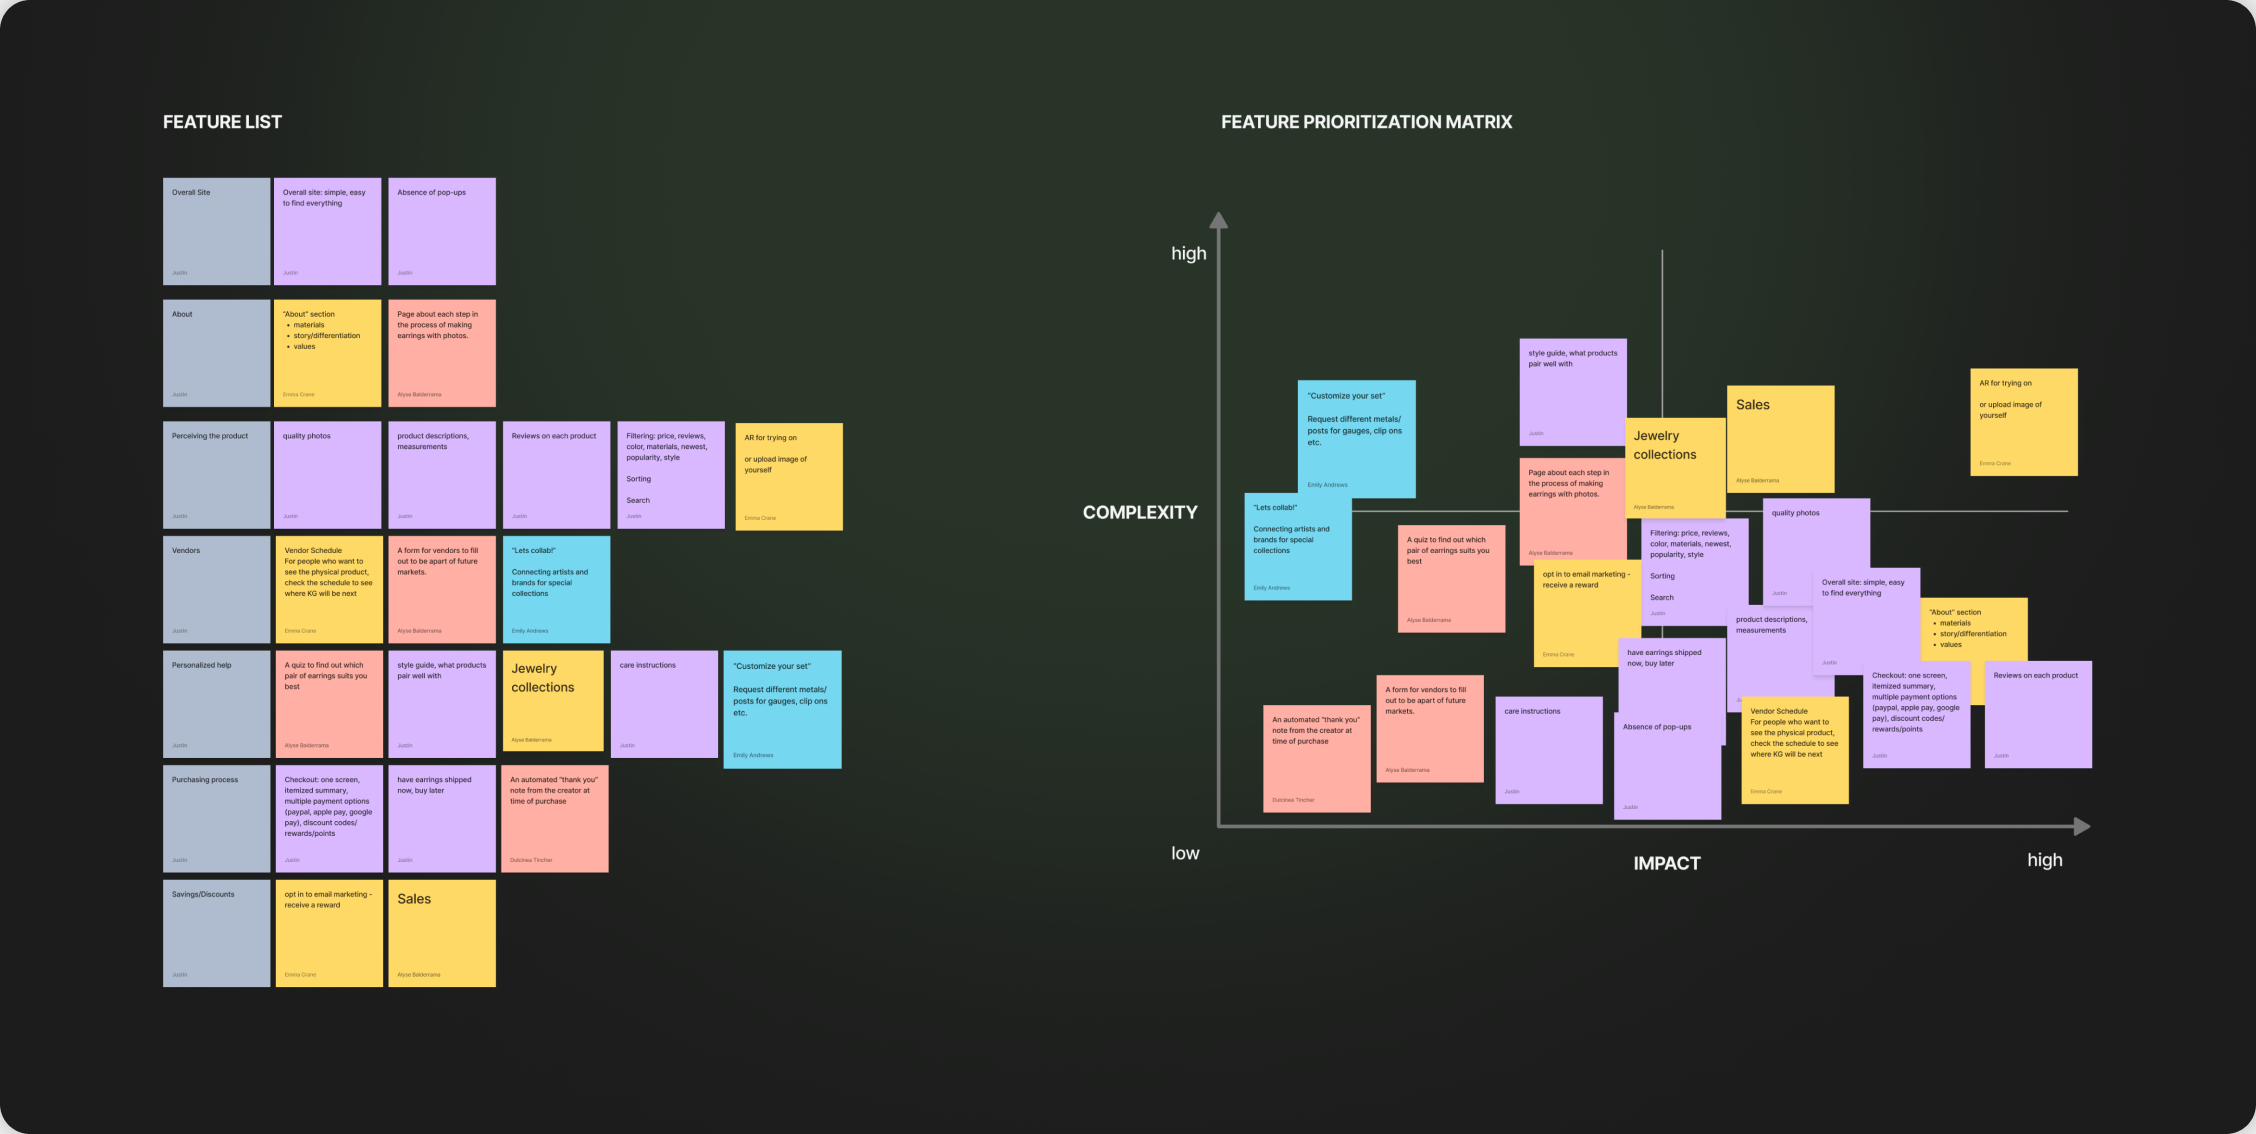 FEATURE LIST
Overall Site
Justin
Overall site: simple, easy
to find everything
Justin
Absence of pop-ups
Justin
About
Justin
"About" section
• materials
• story/differentiation
• values
Emma Crane
Page about each step in
the process of making
earrings with photos.
Alyse Balderrama
Perceiving the product
Justin
quality photos
Justin
product descriptions,
measurements
Justin
Reviews on each product
Justin
Filtering: price, reviews,
color, materials, newest,
popularity, style
Sorting
Search
Justin
AR for trying on
or upload image of
yourself
Emma Crane
Vendors
Justin
Vendor Schedule
For people who want to
see the physical product,
check the schedule to see
where KG will be next
Emma Crane
A form for vendors to fill
out to be apart of future
markets.
Alyse Balderrama
"Lets collab!"
Connecting artists and
brands for special
collections
Emily Andrews
Personalized help
Justin
A quiz to find out which
pair of earrings suits you
best
Alyse Balderrama
style guide, what products
pair well with
Justin
Jewelry
collections
Alyse Balderrama
care instructions
Justin
"Customize your set"
Request different metals/
posts for gauges, clip ons
etc.
Emily Andrews
Purchasing process
Justin
Checkout: one screen,
itemized summary,
multiple payment options
(paypal, apple pay, google
pay), discount codes/
rewards/points
Justin
have earrings shipped
now, buy later
Justin
An automated "thank you"
note from the creator at
time of purchase
Dulcinea Tincher
Savings/Discounts
Justin
opt in to email marketing -
receive a reward
Emma Crane
Sales
Alyse Balderrama
FEATURE PRIORITIZATION MATRIX
high
COMPLEXITY
low
IMPACT
high
style guide, what products
pair well with
Justin
"Customize your set"
Request different metals/
posts for gauges, clip ons
etc.
Emily Andrews
Jewelry
collections
Alyse Balderrama
Sales
Alyse Balderrama
AR for trying on
or upload image of
yourself
Emma Crane
Page about each step in
the process of making
earrings with photos.
Alyse Balderrama
"Lets collab!"
Connecting artists and
brands for special
collections
Emily Andrews
A quiz to find out which
pair of earrings suits you
best
Alyse Balderrama
opt in to email marketing -
receive a reward
Emma Crane
Filtering: price, reviews,
color, materials, newest,
popularity, style
Sorting
Search
Justin
quality photos
Justin
Overall site: simple, easy
to find everything
Justin
"About" section
• materials
• story/differentiation
• values
product descriptions,
measurements
have earrings shipped
now, buy later
Checkout: one screen,
itemized summary,
multiple payment options
(paypal, apple pay, google
pay), discount codes/
rewards/points
Justin
Reviews on each product
Justin
An automated "thank you"
note from the creator at
time of purchase
Dulcinea Tincher
A form for vendors to fill
out to be apart of future
markets.
Alyse Balderrama
care instructions
Justin
Absence of pop-ups
Justin
Vendor Schedule
For people who want to
see the physical product,
check the schedule to see
where KG will be next
Emma Crane